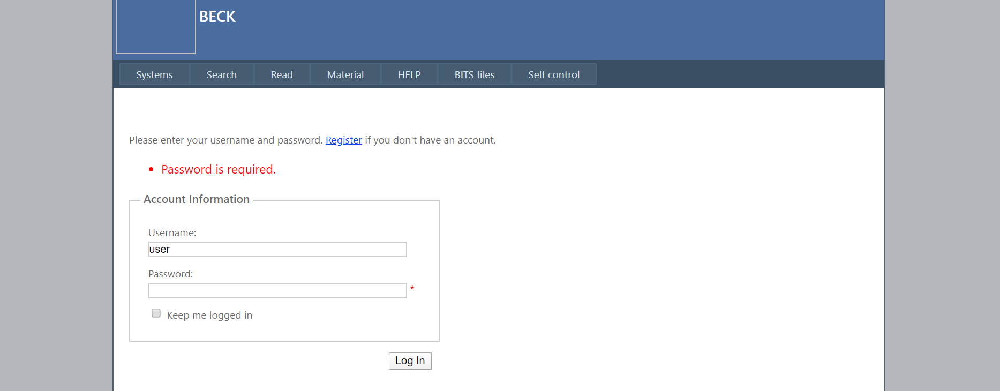 BECK
Systems Search Read Material HELP BITS files Self control
Please enter your username and password. Register if you don't have an account.
• Password is required.
Account Information
Username:
user
Password:
*
Keep me logged in
Log In